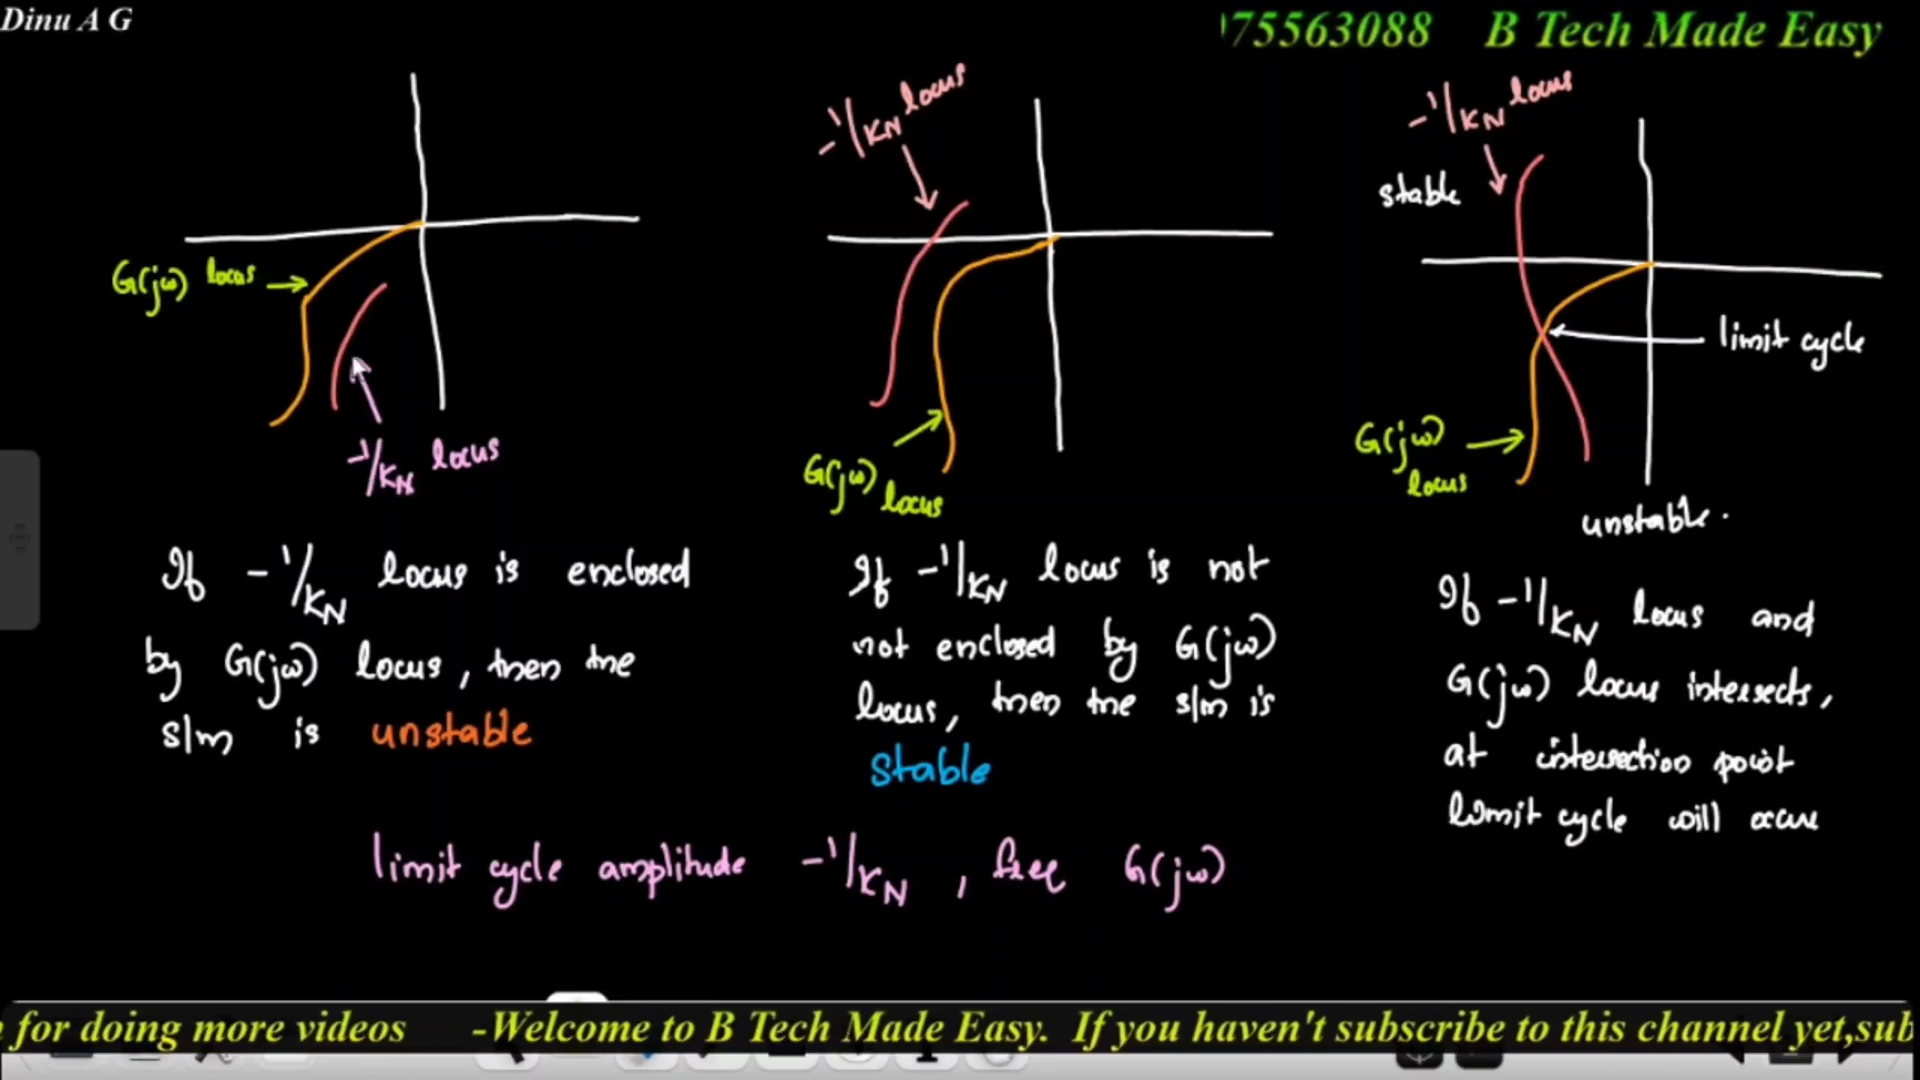 Dinu A G
75563088 B Tech Made Easy
G(jω) locus
-1/KN locus
If -1/KN locus is enclosed
by G(jω) locus, then the
s/m is unstable
-1/KN locus
G(jω) locus
If -1/KN locus is not
not enclosed by G(jω)
locus, then the s/m is
stable
-1/KN locus
stable
limit cycle
G(jω)
locus
unstable.
If -1/KN locus and
G(jω) locus intersects,
at intersection point
limit cycle will occur
limit cycle amplitude -1/KN, freq G(jω)
for doing more videos -Welcome to B Tech Made Easy. If you haven't subscribe to this channel yet,sub